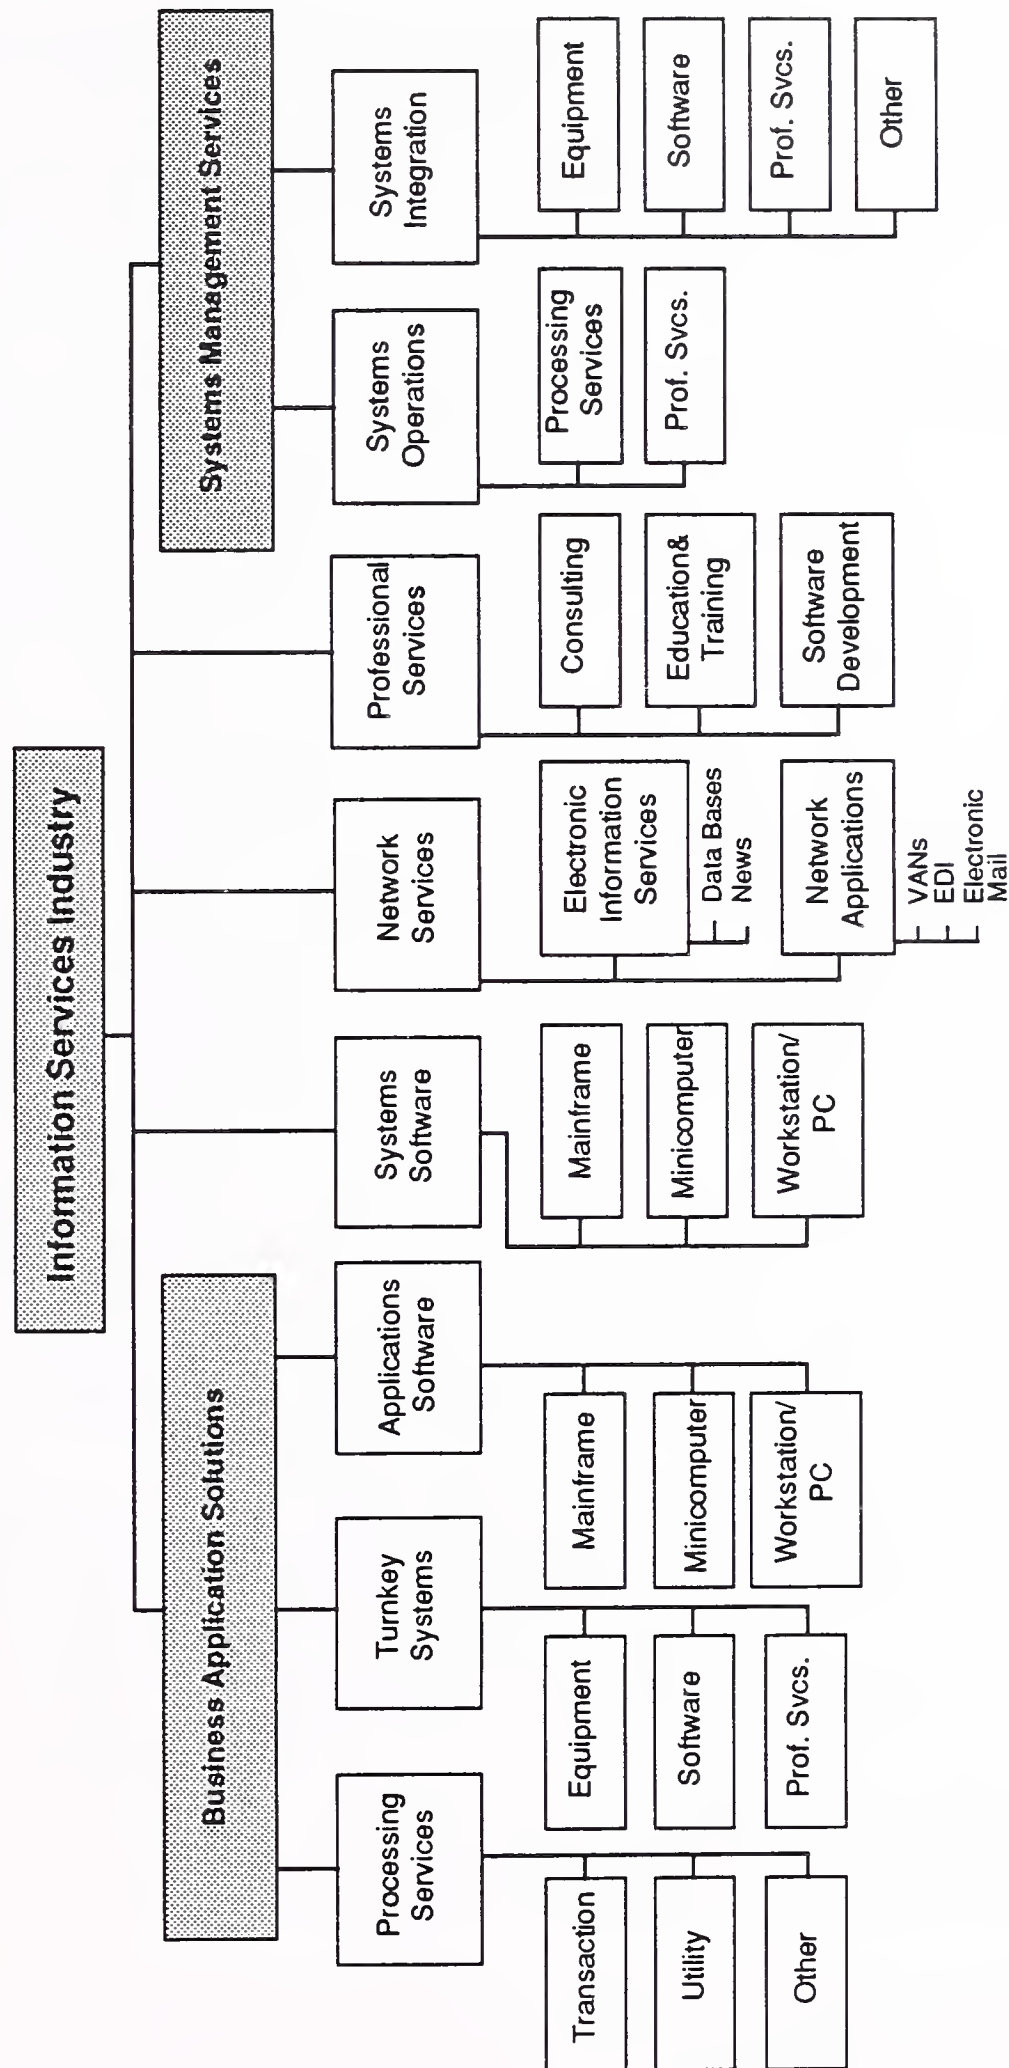 Information Services Industry
Business Application Solutions
Systems Management Services
Processing
Services
Turnkey
Systems
Applications
Software
Systems
Software
Network
Services
Professional
Services
Systems
Operations
Systems
Integration
Transaction
Utility
Other
Equipment
Software
Prof. Svcs.
Mainframe
Minicomputer
Workstation/
PC
Mainframe
Minicomputer
Workstation/
PC
Electronic
Information
Services
Data Bases
News
Network
Applications
VANs
EDI
Electronic
Mail
Consulting
Education&
Training
Software
Development
Processing
Services
Prof. Svcs.
Equipment
Software
Prof. Svcs.
Other